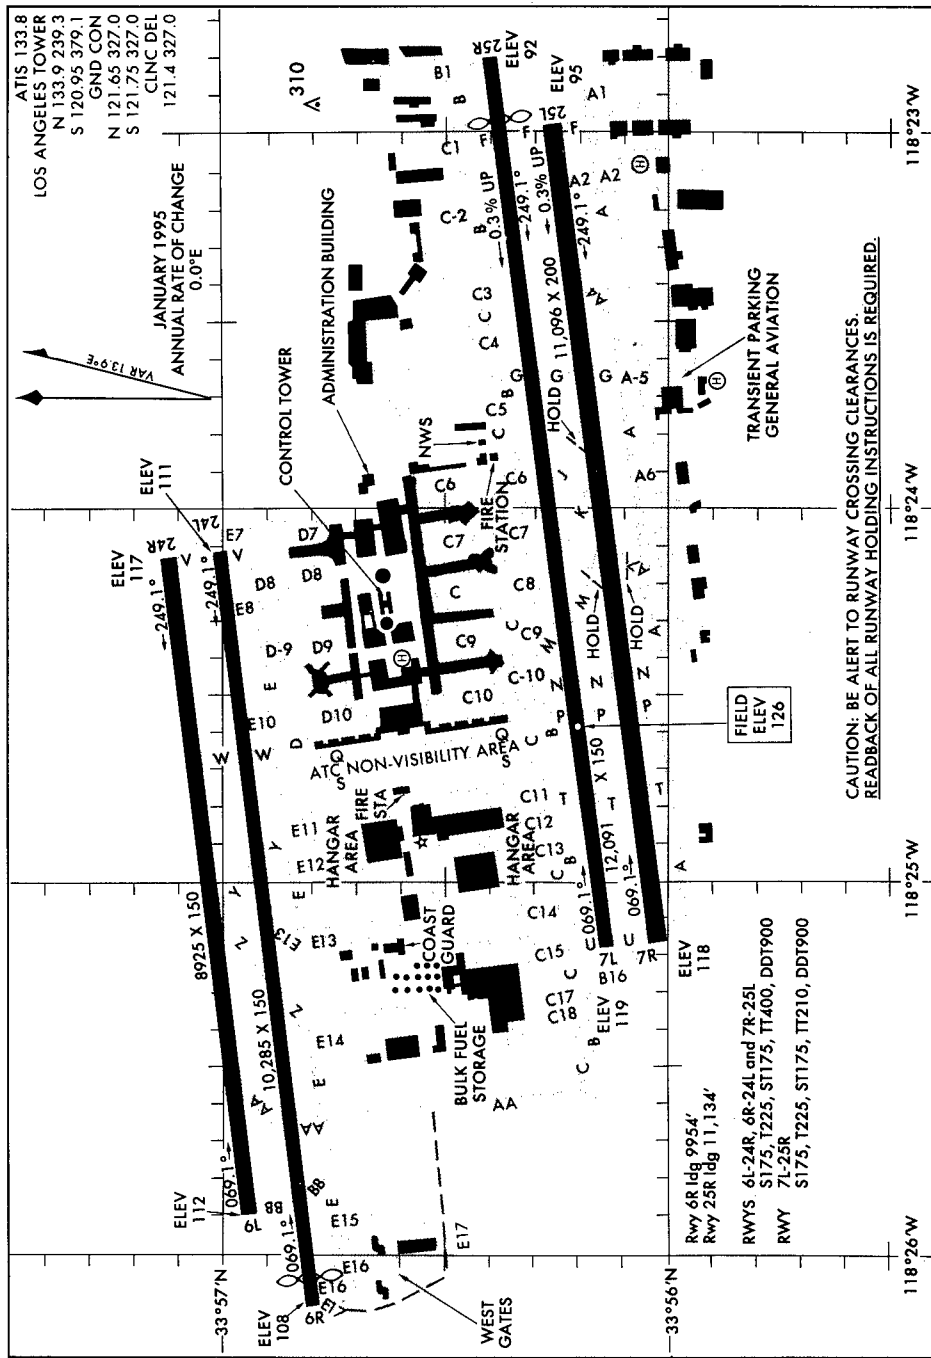 ATIS 133.8
LOS ANGELES TOWER
N 133.9 239.3
S 120.95 379.1
GND CON
N 121.65 327.0
S 121.75 327.0
CLNC DEL
121.4 327.0
JANUARY 1995
ANNUAL RATE OF CHANGE
0.0°E
VAR 13.9°E
310
ELEV
112
069.1°
6L
8925 X 150
249.1°
24R
ELEV
117
ELEV
108
6R
069.1°
10,285 X 150
249.1°
24L
ELEV
111
33°57'N
BB
BB
AA
A
A
Z
Z
Y
Y
W
W
V
V
E17
E16
E16
E15
E
E
E14
E13
E13
E
E12
E11
E10
E
E8
E7
D
D10
D-9
D9
D8
D8
D7
WEST
GATES
E17
BULK FUEL
STORAGE
COAST
GUARD
HANGAR
AREA
FIRE
STA
HANGAR
AREA
ATC NON-VISIBILITY AREA
Q
S
Q
S
H
CONTROL TOWER
ADMINISTRATION BUILDING
NWS
FIRE
STATION
AA
C
B
C18
C17
C
C15
C14
C
B
C13
C12
C11
C
B
C10
C-10
C9
C9
C
C8
C
C7
C7
C6
C6
C
C5
B
C4
C
C3
B
C-2
C1
B
B1
ELEV
119
B16
7L
U
069.1°
12,091 X 150
0.3% UP
249.1°
25R
ELEV
92
ELEV
118
7R
U
069.1°
11,096 X 200
0.3% UP
249.1°
25L
ELEV
95
T
T
T
P
P
P
N
N
N
M
M
K
J
HOLD
HOLD
HOLD
G
G
G
F
F
F
A
A
A
A6
A
A-5
A
A
A2
A2
A1
H
H
FIELD
ELEV
126
TRANSIENT PARKING
GENERAL AVIATION
33°56'N
118°26'W
118°25'W
118°24'W
118°23'W
Rwy 6R ldg 9954'
Rwy 25R ldg 11,134'
RWYS 6L-24R, 6R-24L and 7R-25L
S175, T225, ST175, TT400, DDT900
RWY 7L-25R
S175, T225, ST175, TT210, DDT900
CAUTION: BE ALERT TO RUNWAY CROSSING CLEARANCES.
READBACK OF ALL RUNWAY HOLDING INSTRUCTIONS IS REQUIRED.